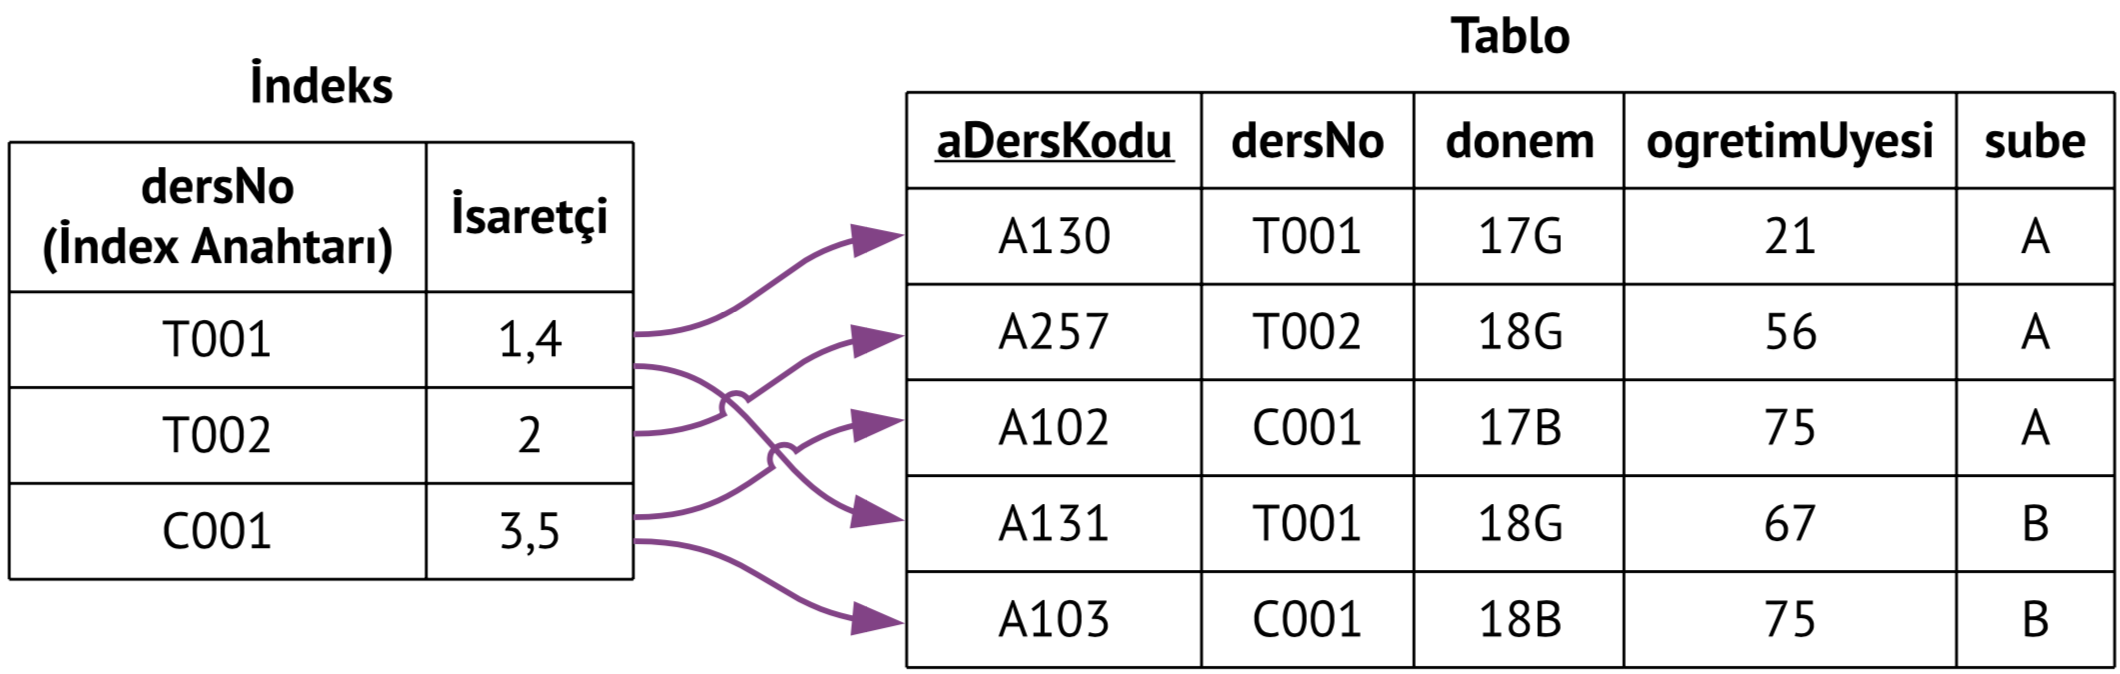 İndeks
dersNo
(İndex Anahtarı) İsaretçi
T001 1,4
T002 2
C001 3,5
Tablo
aDersKodu dersNo donem ogretimUyesi sube
A130 T001 17G 21 A
A257 T002 18G 56 A
A102 C001 17B 75 A
A131 T001 18G 67 B
A103 C001 18B 75 B